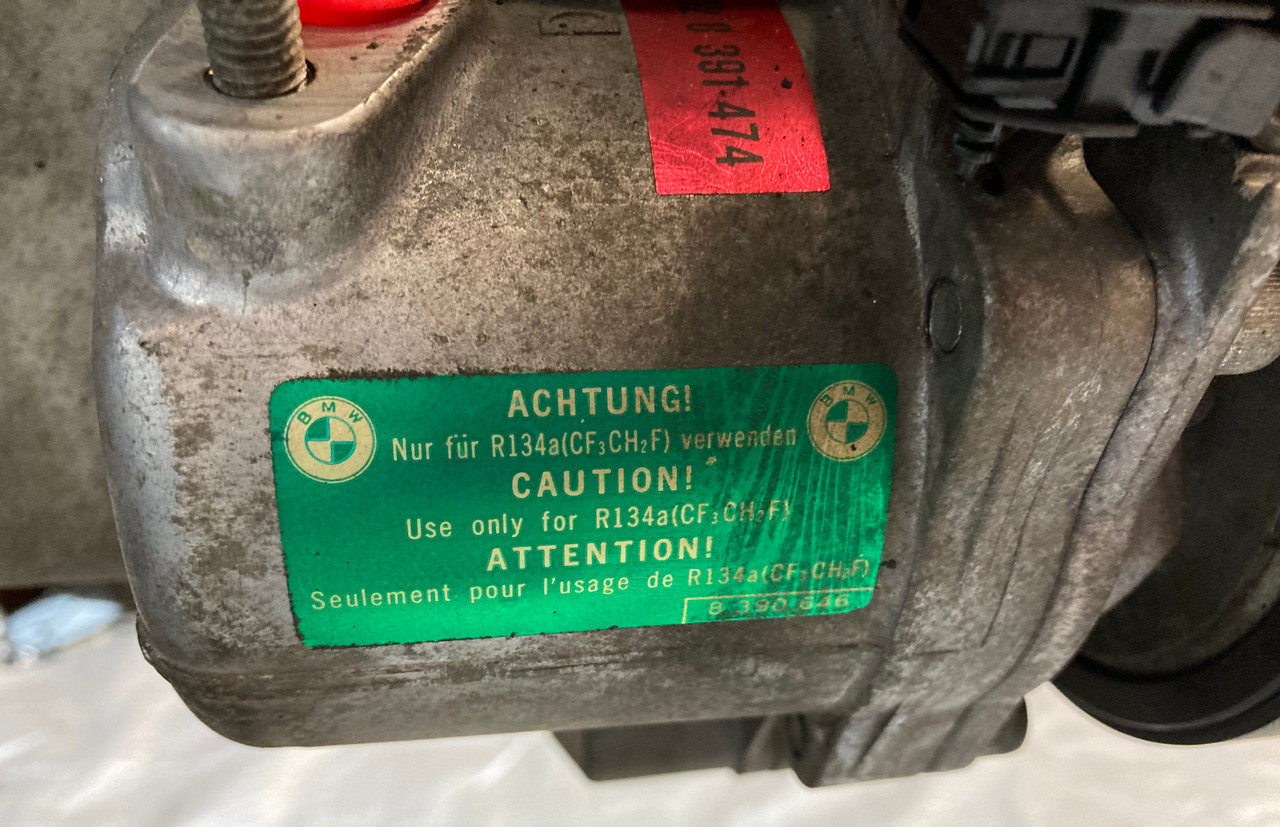 8 391-474
ACHTUNG!
BMW
BMW
Nur für R134a(CF₃CH₂F) verwenden
CAUTION!
Use only for R134a(CF₃CH₂F)
ATTENTION!
Seulement pour l'usage de R134a(CF₃CH₂F)
8 390 646